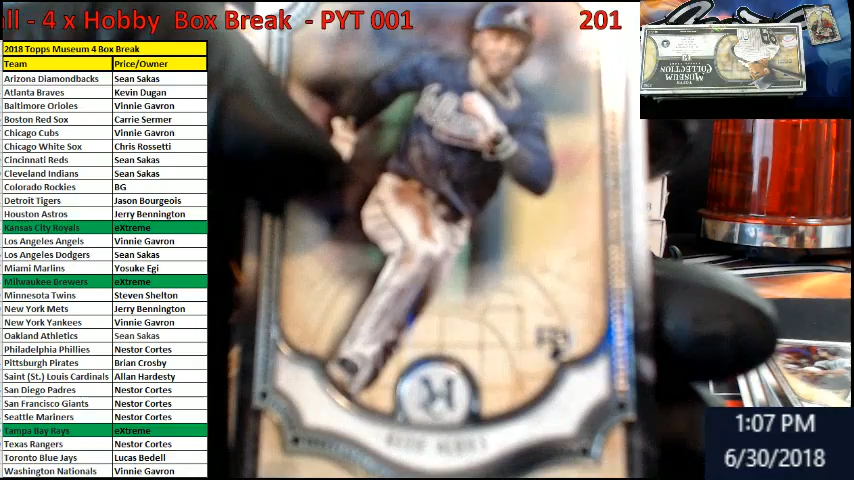 ll - 4 x Hobby Box Break - PYT 001
201
2018 Topps Museum 4 Box Break
Team Price/Owner
Arizona Diamondbacks Sean Sakas
Atlanta Braves Kevin Dugan
Baltimore Orioles Vinnie Gavron
Boston Red Sox Carrie Sermer
Chicago Cubs Vinnie Gavron
Chicago White Sox Chris Rossetti
Cincinnati Reds Sean Sakas
Cleveland Indians Sean Sakas
Colorado Rockies BG
Detroit Tigers Jason Bourgeois
Houston Astros Jerry Bennington
Kansas City Royals eXtreme
Los Angeles Angels Vinnie Gavron
Los Angeles Dodgers Sean Sakas
Miami Marlins Yosuke Egi
Milwaukee Brewers eXtreme
Minnesota Twins Steven Shelton
New York Mets Jerry Bennington
New York Yankees Vinnie Gavron
Oakland Athletics Sean Sakas
Philadelphia Phillies Nestor Cortes
Pittsburgh Pirates Brian Crosby
Saint (St.) Louis Cardinals Allan Hardesty
San Diego Padres Nestor Cortes
San Francisco Giants Nestor Cortes
Seattle Mariners Nestor Cortes
Tampa Bay Rays eXtreme
Texas Rangers Nestor Cortes
Toronto Blue Jays Lucas Bedell
Washington Nationals Vinnie Gavron
MUSEUM
COLLECTION
1:07 PM
6/30/2018